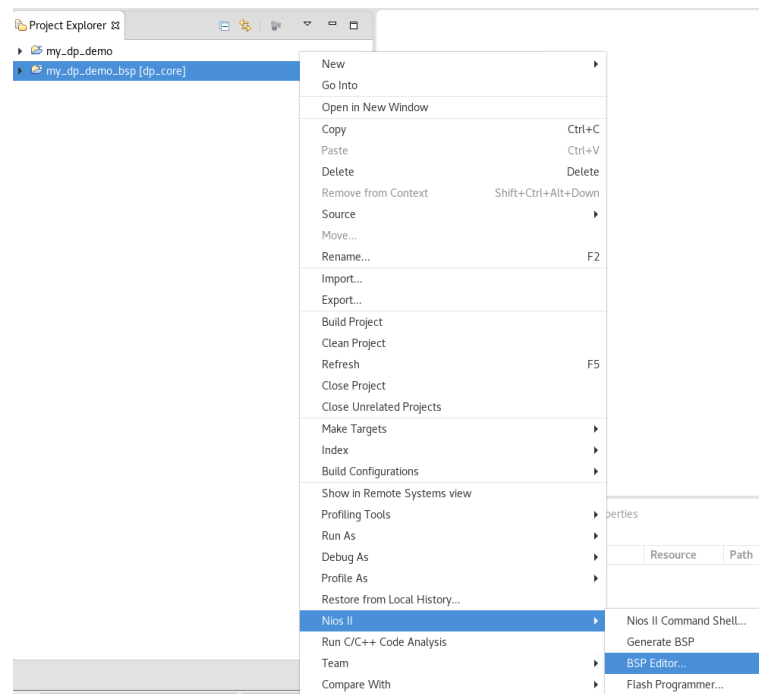 Project Explorer
my_dp_demo
my_dp_demo_bsp [dp_core]
New
Go Into
Open in New Window
Copy Ctrl+C
Paste Ctrl+V
Delete Delete
Remove from Context Shift+Ctrl+Alt+Down
Source
Move...
Rename... F2
Import...
Export...
Build Project
Clean Project
Refresh F5
Close Project
Close Unrelated Projects
Make Targets
Index
Build Configurations
Show in Remote Systems view
Profiling Tools
perties
Run As
Debug As
Resource Path
Profile As
Restore from Local History...
Nios II
Nios II Command Shell...
Run C/C++ Code Analysis
Generate BSP
Team
BSP Editor...
Compare With
Flash Programmer...